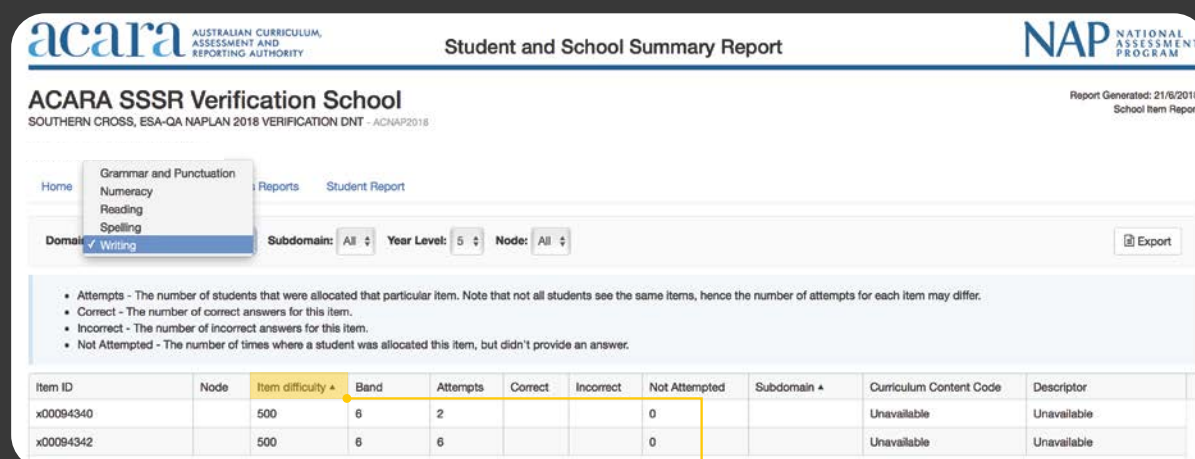 acara AUSTRALIAN CURRICULUM,
ASSESSMENT AND
REPORTING AUTHORITY
Student and School Summary Report
NAP NATIONAL
ASSESSMENT
PROGRAM
ACARA SSSR Verification School
SOUTHERN CROSS, ESA-QA NAPLAN 2018 VERIFICATION DNT - ACNAP2018
Report Generated: 21/6/2018
School Item Report
Grammar and Punctuation
Numeracy
Reading
Spelling
✓ Writing
Home Reports Student Report
Domain Subdomain: All Year Level: 5 Node: All Export
• Attempts - The number of students that were allocated that particular item. Note that not all students see the same items, hence the number of attempts for each item may differ.
• Correct - The number of correct answers for this item.
• Incorrect - The number of incorrect answers for this item.
• Not Attempted - The number of times where a student was allocated this item, but didn't provide an answer.
Item ID Node Item difficulty Band Attempts Correct Incorrect Not Attempted Subdomain Curriculum Content Code Descriptor
x00094340 500 6 2 0 Unavailable Unavailable
x00094342 500 6 6 0 Unavailable Unavailable